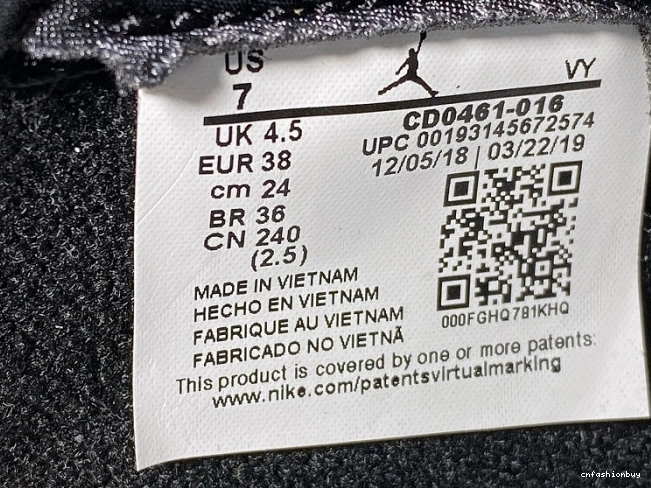 US
7
VY
UK 4.5
EUR 38
cm 24
BR 36
CN 240
(2.5)
CD0461-016
UPC 00193145672574
12/05/18 | 03/22/19
000FGHQ781KHQ
MADE IN VIETNAM
HECHO EN VIETNAM
FABRIQUE AU VIETNAM
FABRICADO NO VIETNÃ
This product is covered by one or more patents:
www.nike.com/patentsvirtualmarking
cnfashionbuy